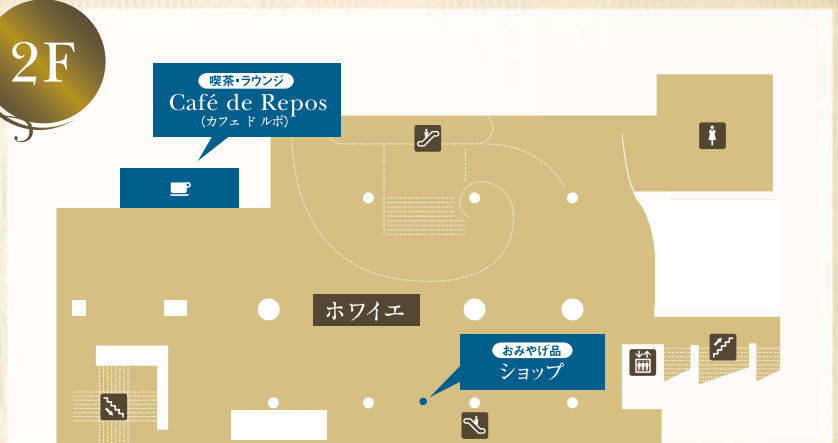 2F
喫茶・ラウンジ
Café de Repos
(カフェ ド ルポ)
ホワイエ
おみやげ品
ショップ